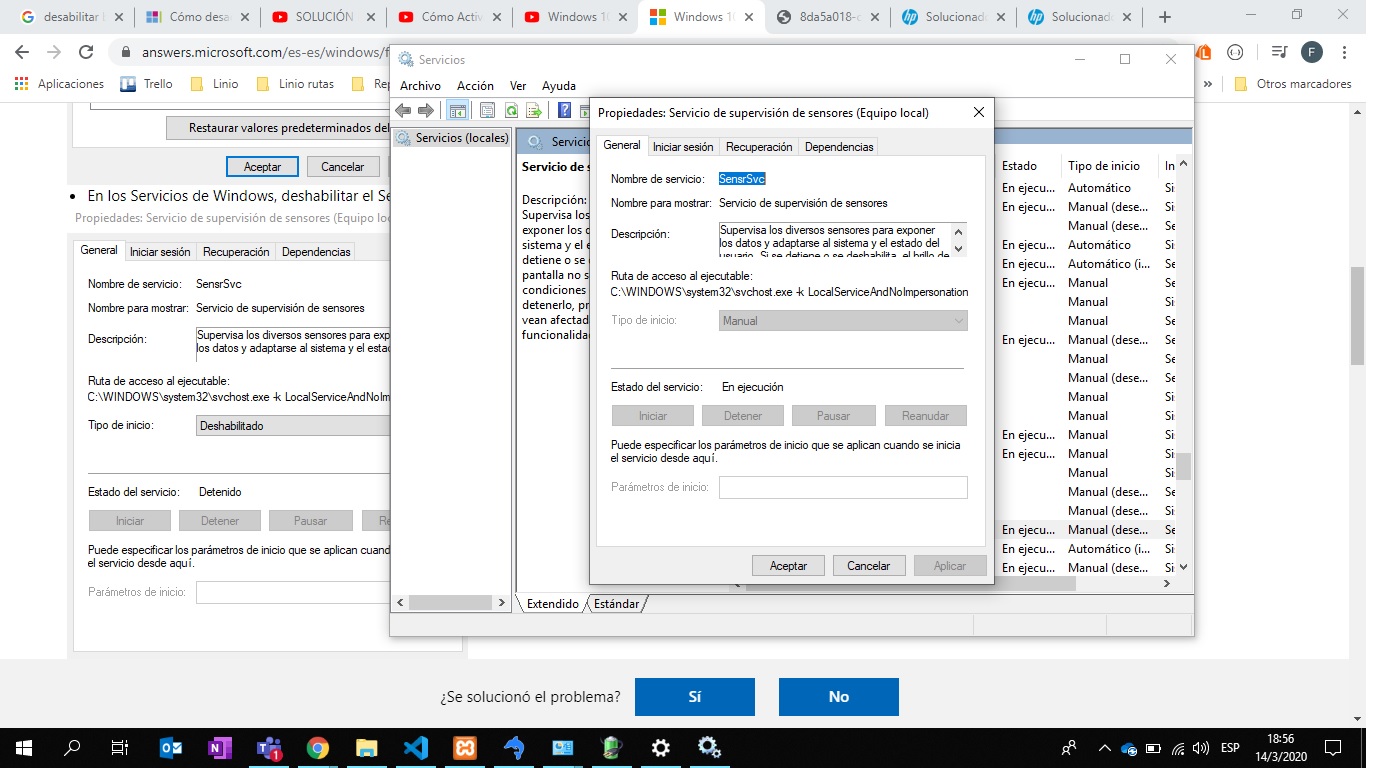 desabilitar l
Cómo desa
SOLUCIÓN
Cómo Activ
Windows 10
Windows 10
8da5a018-c
Solucionado
Solucionado
answers.microsoft.com/es-es/windows/f
F
Aplicaciones
Trello
Linio
Linio rutas
Rep
Otros marcadores
Restaurar valores predeterminados del
Aceptar
Cancelar
En los Servicios de Windows, deshabilitar el Se
Propiedades: Servicio de supervisión de sensores (Equipo loc
General
Iniciar sesión
Recuperación
Dependencias
Nombre de servicio: SensrSvc
Nombre para mostrar: Servicio de supervisión de sensores
Descripción:
Supervisa los diversos sensores para exp
los datos y adaptarse al sistema y el estad
Ruta de acceso al ejecutable:
C:\WINDOWS\system32\svchost.exe -k LocalServiceAndNoIm
Tipo de inicio: Deshabilitado
Estado del servicio: Detenido
Iniciar
Detener
Pausar
Re
Puede especificar los parámetros de inicio que se aplican cuand
el servicio desde aquí.
Parámetros de inicio:
Servicios
Archivo
Acción
Ver
Ayuda
Servicios (locales)
Servicio
Servicio de s
Descripción:
Supervisa los
exponer los d
sistema y el e
detiene o se d
pantalla no s
condiciones
detenerlo, pr
vean afectad
funcionalida
Estado
Tipo de inicio
In
En ejecu... Automático Si
En ejecu... Manual (dese... Si
Manual (dese... Si
En ejecu... Automático Si
En ejecu... Automático (i... Se
En ejecu... Manual Si
Manual Si
Manual Se
En ejecu... Manual (dese... Si
Manual Se
Manual (dese... Se
Manual Se
Manual Si
En ejecu... Manual Si
En ejecu... Manual Si
Manual Si
Manual (dese... Se
Manual (dese... Si
En ejecu... Manual (dese... Se
En ejecu... Automático (i... Si
En ejecu... Manual (dese... Si
Extendido
Estándar
Propiedades: Servicio de supervisión de sensores (Equipo local)
General
Iniciar sesión
Recuperación
Dependencias
Nombre de servicio: SensrSvc
Nombre para mostrar: Servicio de supervisión de sensores
Descripción:
Supervisa los diversos sensores para exponer
los datos y adaptarse al sistema y el estado del
usuario. Si se detiene o se deshabilita, el brillo de
Ruta de acceso al ejecutable:
C:\WINDOWS\system32\svchost.exe -k LocalServiceAndNoImpersonation
Tipo de inicio: Manual
Estado del servicio: En ejecución
Iniciar
Detener
Pausar
Reanudar
Puede especificar los parámetros de inicio que se aplican cuando se inicia
el servicio desde aquí.
Parámetros de inicio:
Aceptar
Cancelar
Aplicar
¿Se solucionó el problema?
Sí
No
1
ESP
18:56
14/3/2020